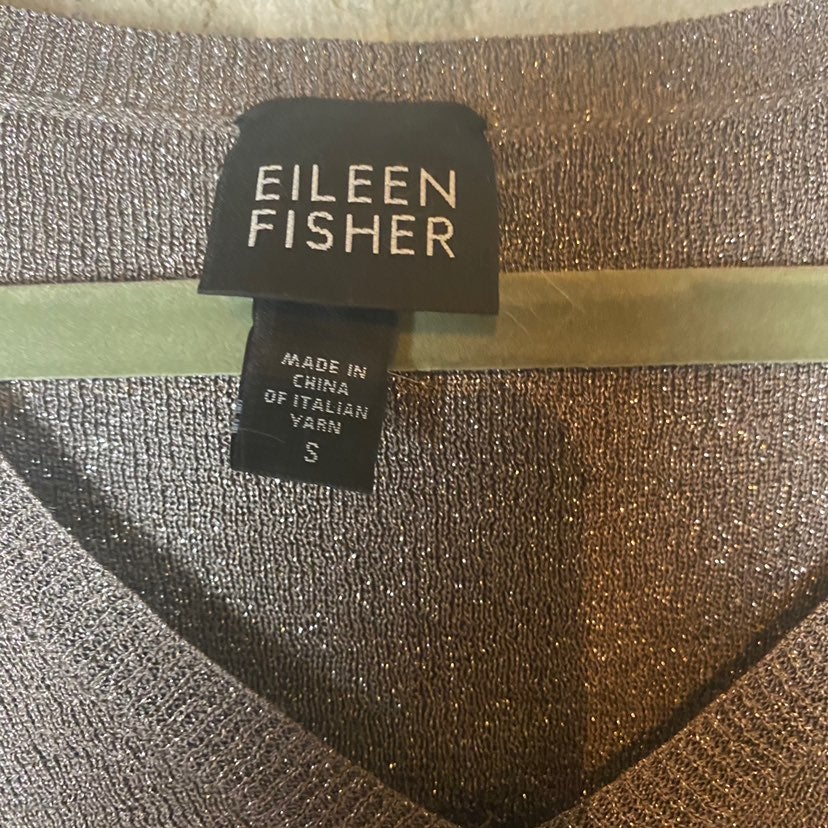 EILEEN
FISHER
MADE IN
CHINA
OF ITALIAN
YARN
S